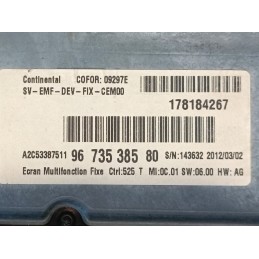 Continental COFOR: 09297E
SV-EMF-DEV-FIX-CEM00
178184267
A2C53387511 96 735 385 80 S/N:143632 2012/03/02
Ecran Multifonction Fixe Ctrl:525 T MI:0C.01 SW:06.00 HW: AG